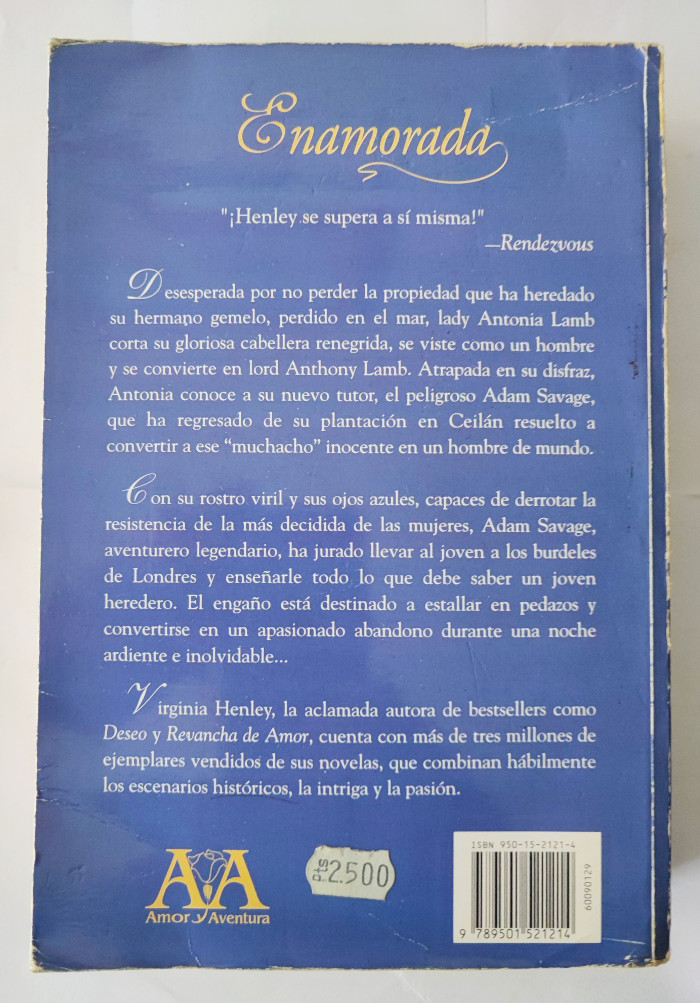 Enamorada
"¡Henley se supera a sí misma!"
—Rendezvous
Desesperada por no perder la propiedad que ha heredado
su hermano gemelo, perdido en el mar, lady Antonia Lamb
corta su gloriosa cabellera renegrida, se viste como un hombre
y se convierte en lord Anthony Lamb. Atrapada en su disfraz,
Antonia conoce a su nuevo tutor, el peligroso Adam Savage,
que ha regresado de su plantación en Ceilán resuelto a
convertir a ese “muchacho” inocente en un hombre de mundo.
Con su rostro viril y sus ojos azules, capaces de derrotar la
resistencia de la más decidida de las mujeres, Adam Savage,
aventurero legendario, ha jurado llevar al joven a los burdeles
de Londres y enseñarle todo lo que debe saber un joven
heredero. El engaño está destinado a estallar en pedazos y
convertirse en un apasionado abandono durante una noche
ardiente e inolvidable...
Virginia Henley, la aclamada autora de bestsellers como
Deseo y Revancha de Amor, cuenta con más de tres millones de
ejemplares vendidos de sus novelas, que combinan hábilmente
los escenarios históricos, la intriga y la pasión.
AA
Amor y Aventura
Pts 2.500
ISBN 950-15-2121-4
9 789501 521214
60090129